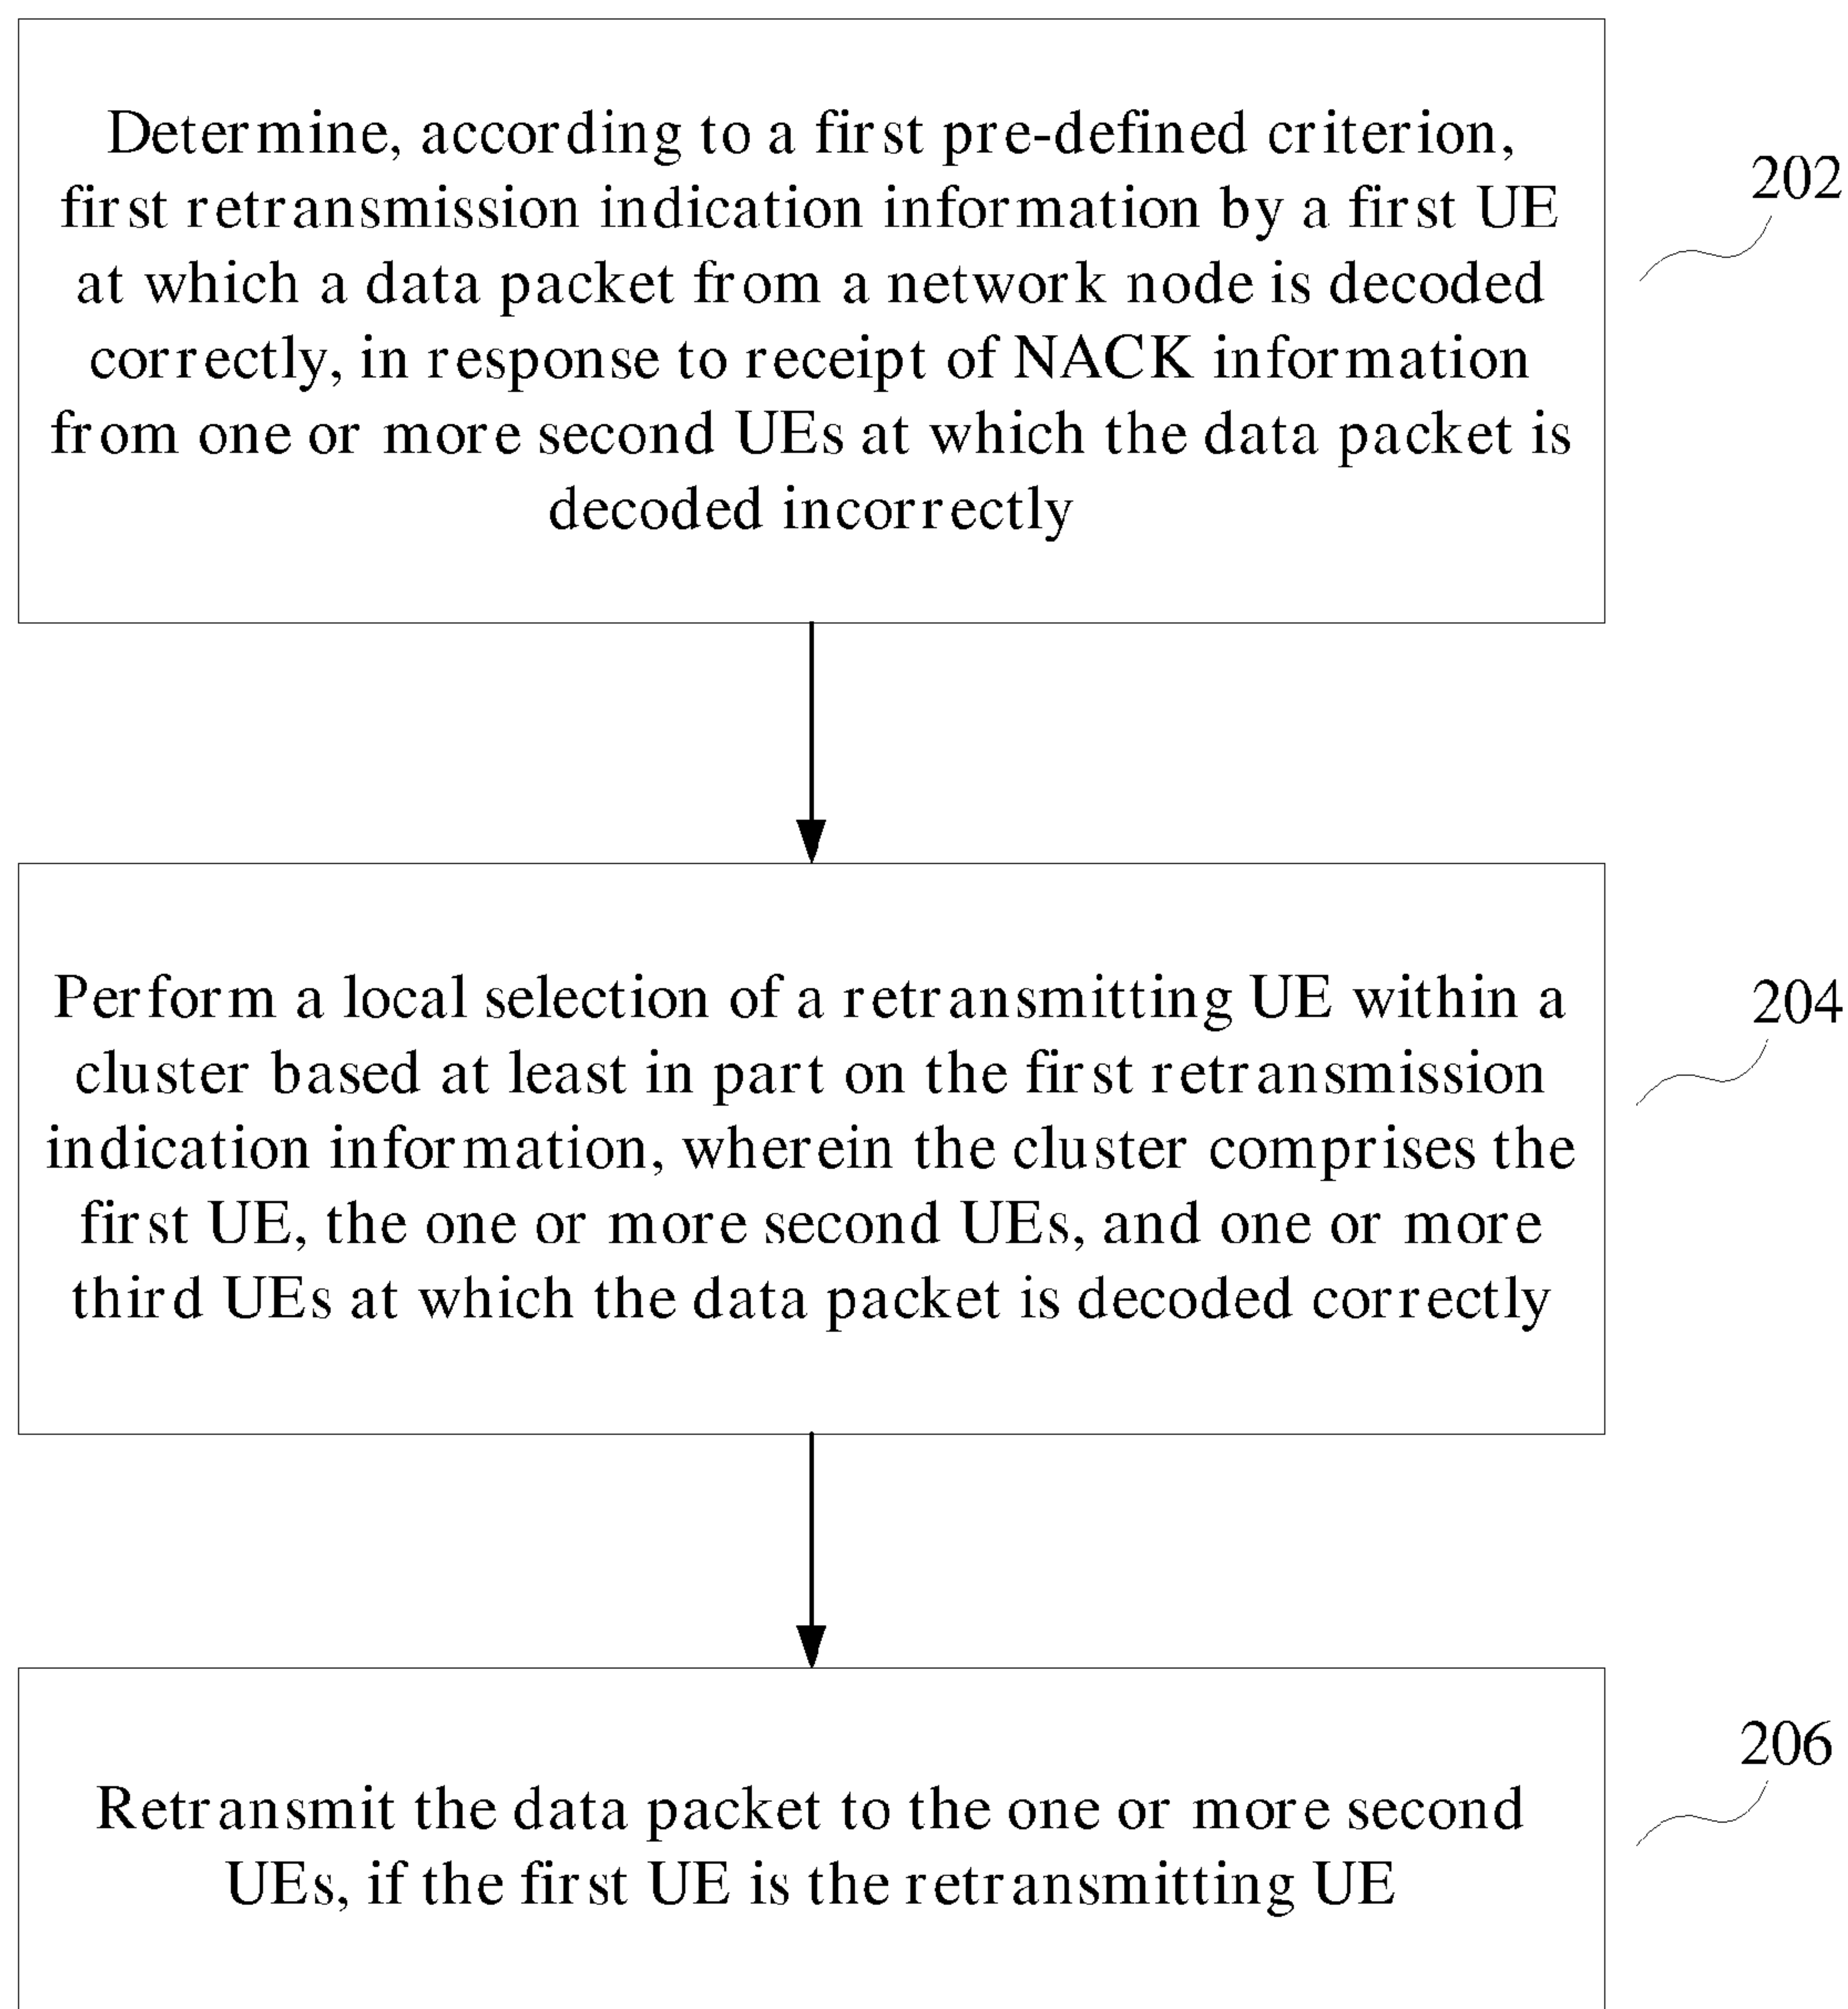 Determine, according to a first pre-defined criterion,
first retransmission indication information by a first UE
at which a data packet from a network node is decoded
correctly, in response to receipt of NACK information
from one or more second UEs at which the data packet is
decoded incorrectly
202
Perform a local selection of a retransmitting UE within a
cluster based at least in part on the first retransmission
indication information, wherein the cluster comprises the
first UE, the one or more second UEs, and one or more
third UEs at which the data packet is decoded correctly
204
Retransmit the data packet to the one or more second
UEs, if the first UE is the retransmitting UE
206